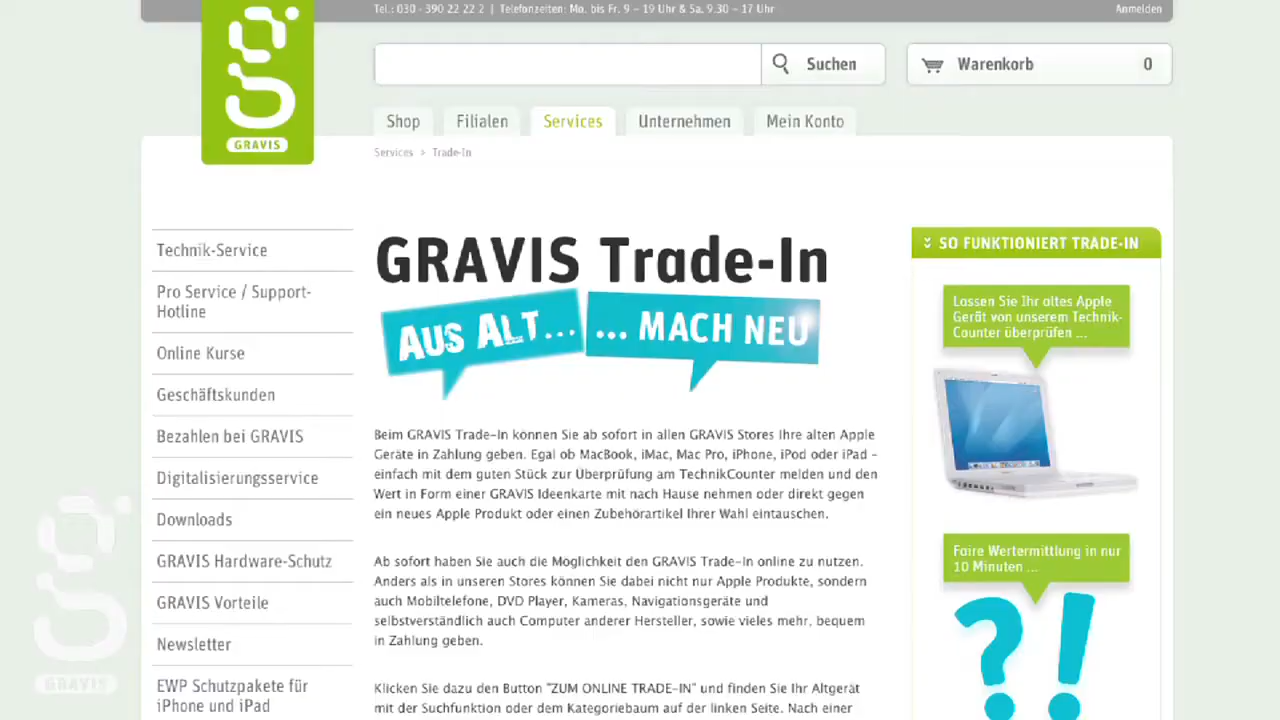 Tel.: 030 - 390 22 22 2 | Telefonzeiten: Mo. bis Fr. 9 – 19 Uhr & Sa. 9.30 – 17 Uhr
Anmelden
Suchen
Warenkorb 0
GRAVIS
Shop Filialen Services Unternehmen Mein Konto
Services > Trade-In
Technik-Service
Pro Service / Support-
Hotline
Online Kurse
Geschäftskunden
Bezahlen bei GRAVIS
Digitalisierungsservice
Downloads
GRAVIS Hardware-Schutz
GRAVIS Vorteile
Newsletter
EWP Schutzpakete für
iPhone und iPad
GRAVIS Trade-In
AUS ALT...
... MACH NEU
Beim GRAVIS Trade-In können Sie ab sofort in allen GRAVIS Stores Ihre alten Apple
Geräte in Zahlung geben. Egal ob MacBook, iMac, Mac Pro, iPhone, iPod oder iPad –
einfach mit dem guten Stück zur Überprüfung am TechnikCounter melden und den
Wert in Form einer GRAVIS Ideenkarte mit nach Hause nehmen oder direkt gegen
ein neues Apple Produkt oder einen Zubehörartikel Ihrer Wahl eintauschen.
Ab sofort haben Sie auch die Möglichkeit den GRAVIS Trade-In online zu nutzen.
Anders als in unseren Stores können Sie dabei nicht nur Apple Produkte, sondern
auch Mobiltelefone, DVD Player, Kameras, Navigationsgeräte und
selbstverständlich auch Computer anderer Hersteller, sowie vieles mehr, bequem
in Zahlung geben.
Klicken Sie dazu den Button "ZUM ONLINE TRADE-IN" und finden Sie Ihr Altgerät
mit der Suchfunktion oder dem Kategoriebaum auf der linken Seite. Nach einer
SO FUNKTIONIERT TRADE-IN
Lassen Sie Ihr altes Apple
Gerät von unserem Technik-
Counter überprüfen ...
Faire Wertermittlung in nur
10 Minuten ...
?!
GRAVIS